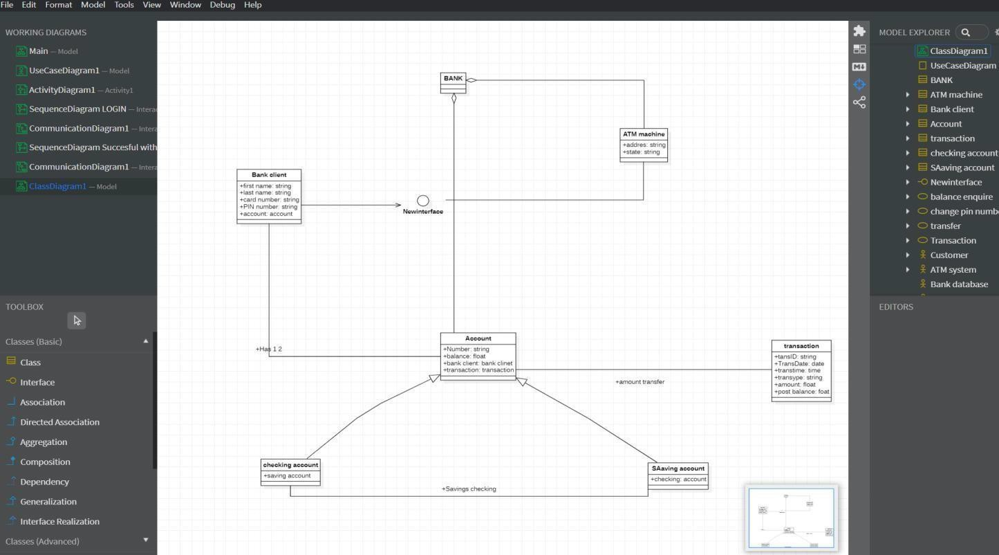 File Edit Format Model Tools View Window Debug Help
WORKING DIAGRAMS
Main — Model
UseCaseDiagram1 — Model
ActivityDiagram1 — Activity1
SequenceDiagram LOGIN — Intera
CommunicationDiagram1 — Intera
SequenceDiagram Succesful with
CommunicationDiagram1 — Intera
ClassDiagram1 — Model
TOOLBOX
Classes (Basic)
Class
Interface
Association
Directed Association
Aggregation
Composition
Dependency
Generalization
Interface Realization
Classes (Advanced)
BANK
ATM machine
+addres: string
+state: string
Bank client
+first name: string
+last name: string
+card number: string
+PIN number: string
+account: account
Newinterface
+Has 1 2
Account
+Number: string
+balance: float
+bank client: bank clinet
+transaction: transaction
+amount transfer
transaction
+tansID: string
+TransDate: date
+transtime: time
+transype: string
+amount: float
+post balance: foat
checking account
+saving account
+Savings checking
SAaving account
+checking: account
MODEL EXPLORER
ClassDiagram1
UseCaseDiagram
BANK
ATM machine
Bank client
Account
transaction
checking account
SAaving account
Newinterface
balance enquire
change pin numbe
transfer
Transaction
Customer
ATM system
Bank database
EDITORS